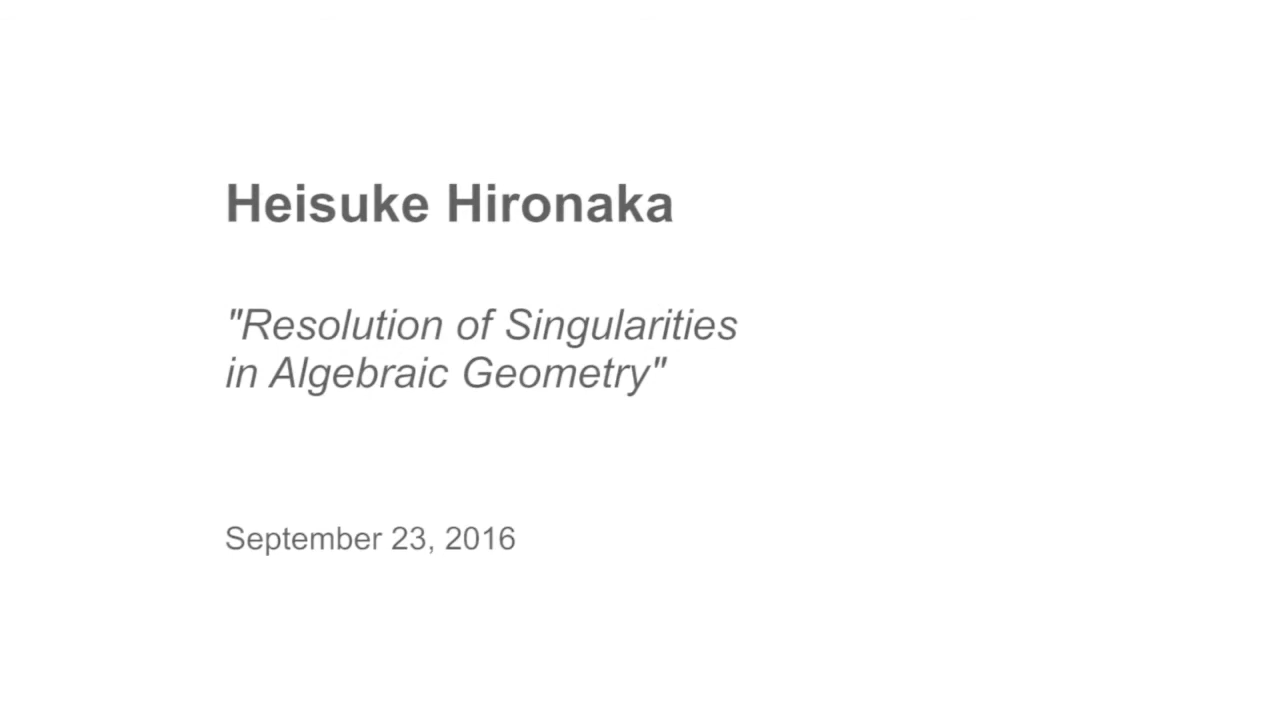 Heisuke Hironaka
"Resolution of Singularities
in Algebraic Geometry"
September 23, 2016